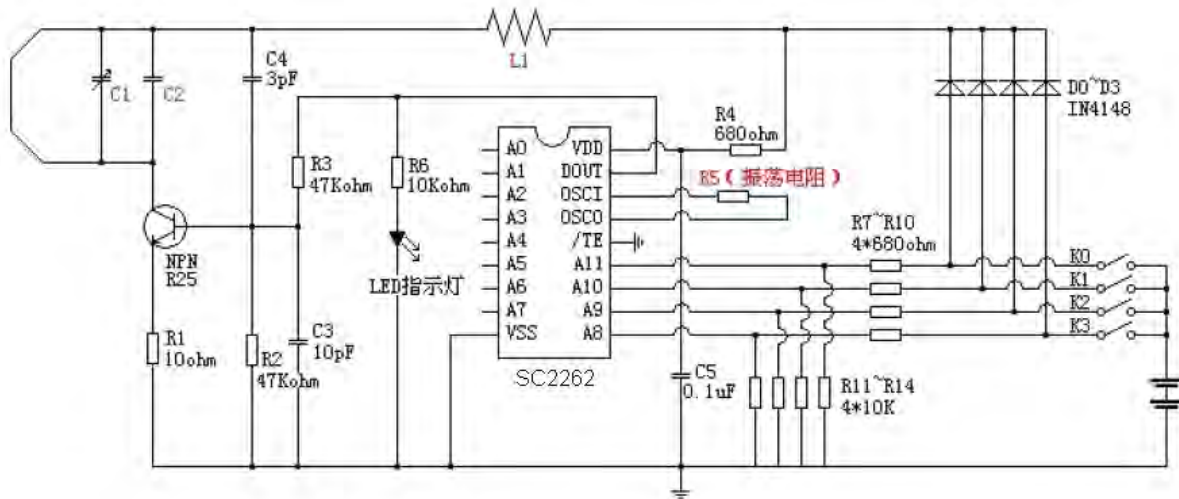 C1
C2
C4
3pF
L1
D0~D3
IN4148
R4
680ohm
R3
47Kohm
R6
10Kohm
A0
A1
A2
A3
A4
A5
A6
A7
VSS
VDD
DOUT
OSCI
OSCO
/TE
A11
A10
A9
A8
SC2262
R5(振荡电阻)
R7~R10
4*680ohm
K0
K1
K2
K3
NPN
R25
LED指示灯
R1
10ohm
R2
47Kohm
C3
10pF
C5
0.1uF
R11~R14
4*10K